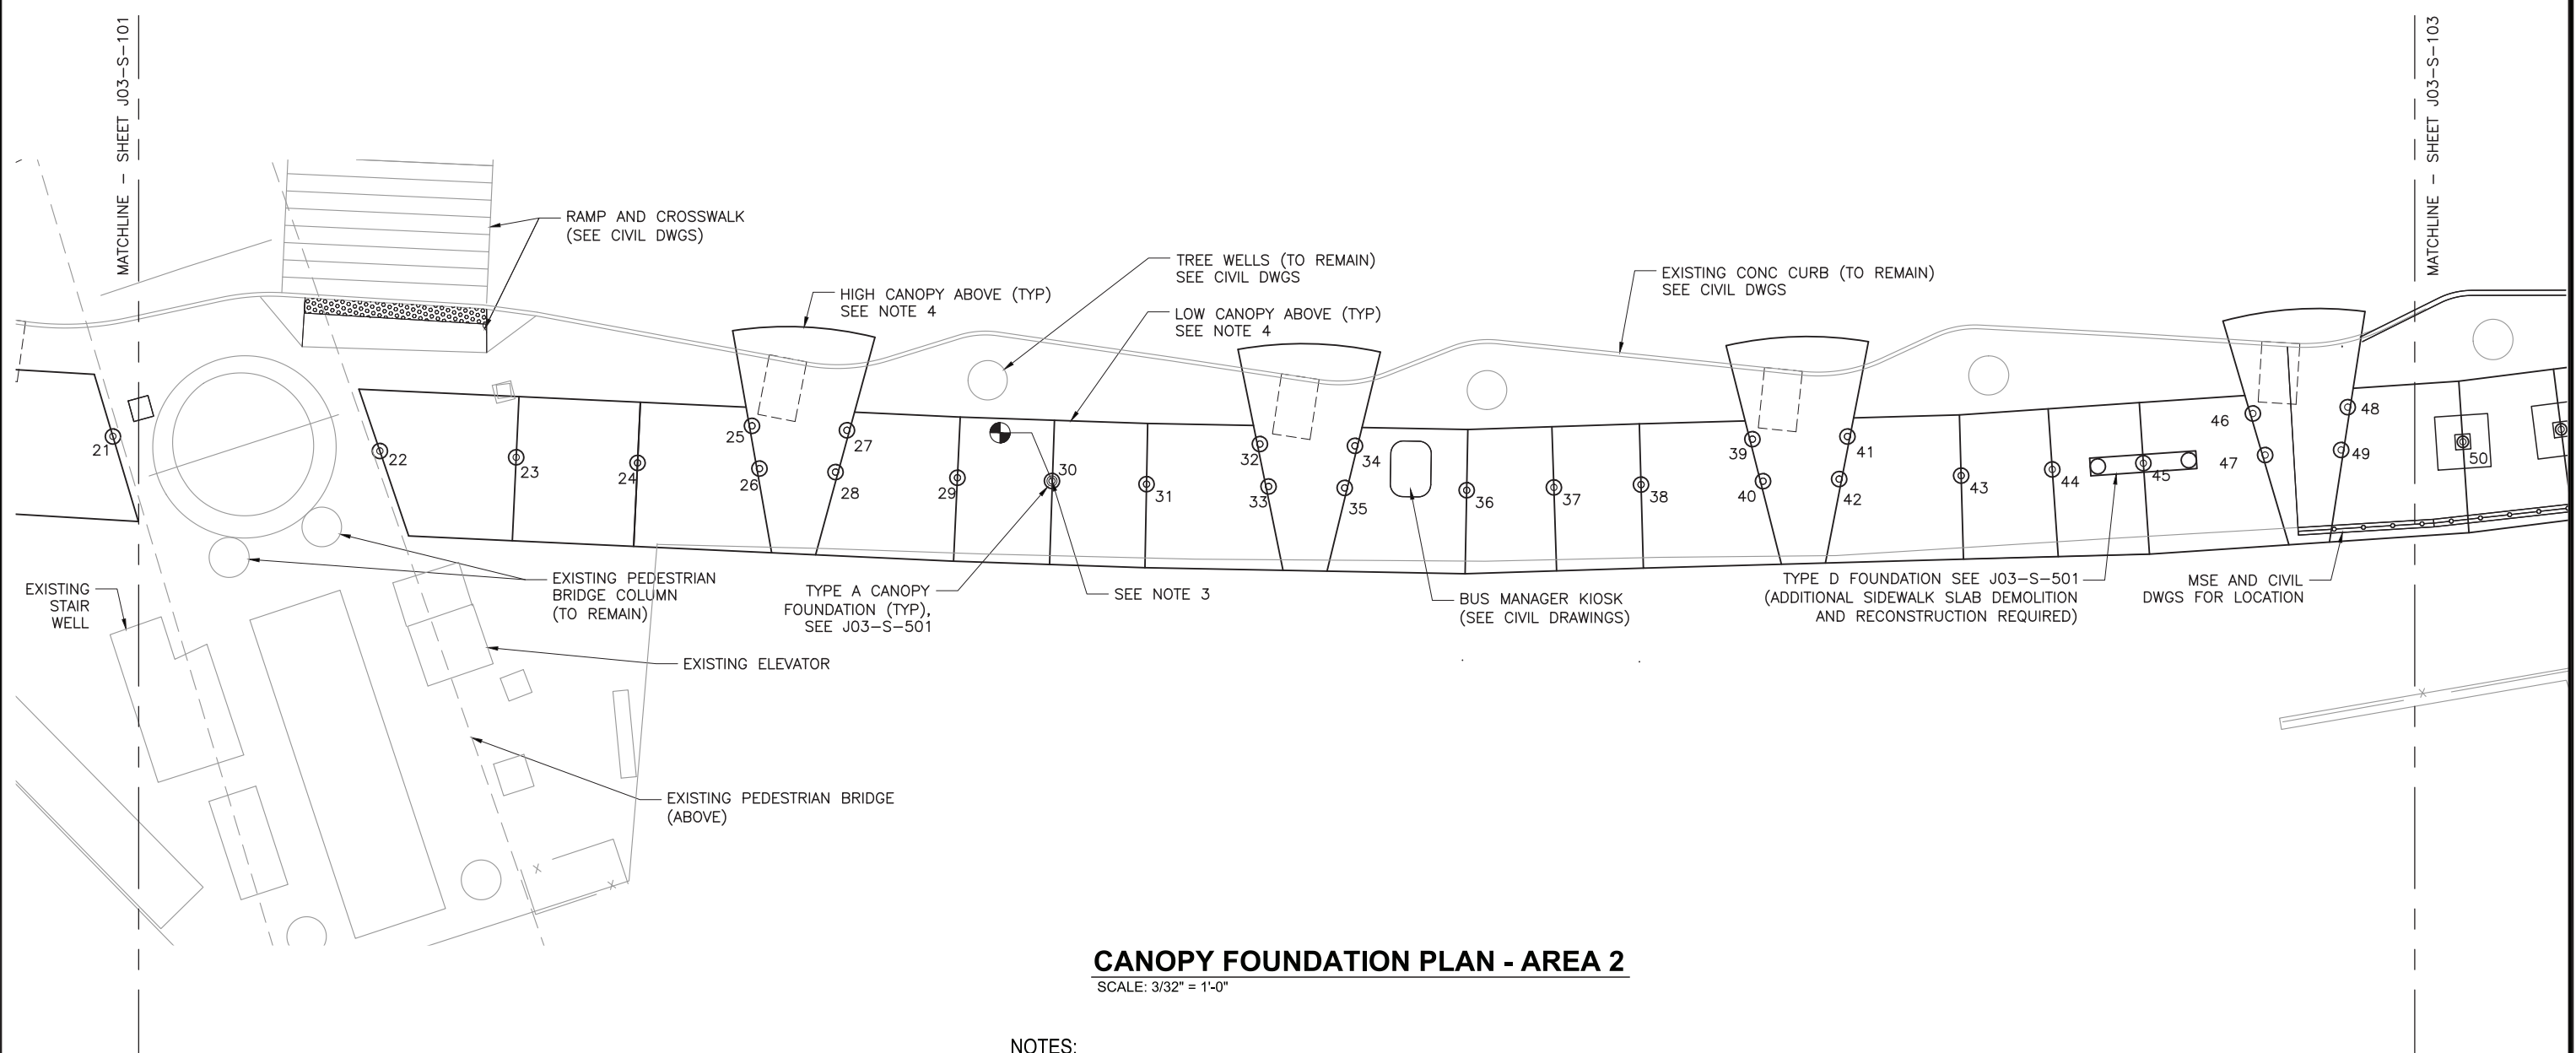 MATCHLINE - SHEET J03-S-101
MATCHLINE - SHEET J03-S-103
RAMP AND CROSSWALK
(SEE CIVIL DWGS)
HIGH CANOPY ABOVE (TYP)
SEE NOTE 4
TREE WELLS (TO REMAIN)
SEE CIVIL DWGS
LOW CANOPY ABOVE (TYP)
SEE NOTE 4
EXISTING CONC CURB (TO REMAIN)
SEE CIVIL DWGS
21
22
23
24
25
26
27
28
29
30
31
32
33
34
35
36
37
38
39
40
41
42
43
44
45
46
47
48
49
50
EXISTING
STAIR
WELL
EXISTING PEDESTRIAN
BRIDGE COLUMN
(TO REMAIN)
TYPE A CANOPY
FOUNDATION (TYP),
SEE J03-S-501
SEE NOTE 3
BUS MANAGER KIOSK
(SEE CIVIL DRAWINGS)
TYPE D FOUNDATION SEE J03-S-501
(ADDITIONAL SIDEWALK SLAB DEMOLITION
AND RECONSTRUCTION REQUIRED)
MSE AND CIVIL
DWGS FOR LOCATION
EXISTING ELEVATOR
EXISTING PEDESTRIAN BRIDGE
(ABOVE)
CANOPY FOUNDATION PLAN - AREA 2
SCALE: 3/32" = 1'-0"
NOTES: